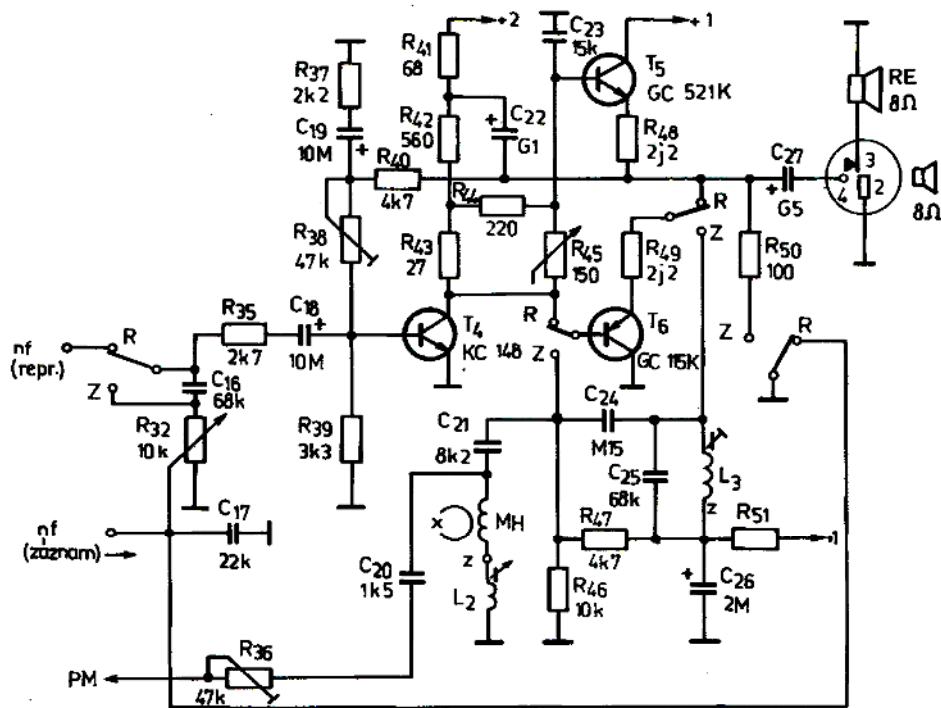 +2
C23
15k
+1
R41
68
R37
2k2
T5
GC 521K
RE
8Ω
C19
10M
+
R42
560
+
C22
G1
R48
2j2
R40
4k7
C27
+
G5
3
4
2
8Ω
R44
220
R
Z
R38
47k
R43
27
R45
150
R49
2j2
R50
100
R35
2k7
C18
+
10M
T4
KC 148
R
Z
T6
GC 115K
Z
R
nf
(repr.)
R
Z
C16
68k
R32
10k
R39
3k3
C21
8k2
C24
M15
C25
68k
L3
z
nf
(záznam)
C17
22k
x
MH
z
L2
R47
4k7
R51
+1
C20
1k5
R46
10k
+
C26
2M
R36
PM
47k